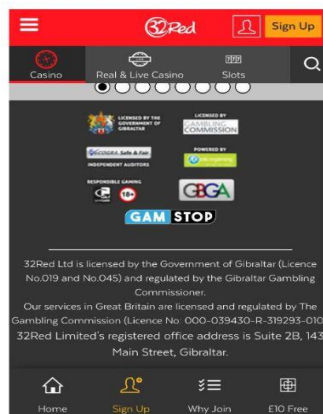 32Red
Sign Up
Casino
Real & Live Casino
Slots
LICENSED BY THE
GOVERNMENT OF
GIBRALTAR
LICENSED BY
GAMBLING
COMMISSION
eCOGRA Safe & Fair
INDEPENDENT AUDITORS
POWERED BY
RESPONSIBLE GAMING
18+
GBGA
GAMSTOP
32Red Ltd is licensed by the Government of Gibraltar (Licence
No.019 and No.045) and regulated by the Gibraltar Gambling
Commissioner.
Our services in Great Britain are licensed and regulated by The
Gambling Commission (Licence No: 000-039430-R-319293-010
32Red Limited's registered office address is Suite 2B, 143
Main Street, Gibraltar.
Home
Sign Up
Why Join
£10 Free